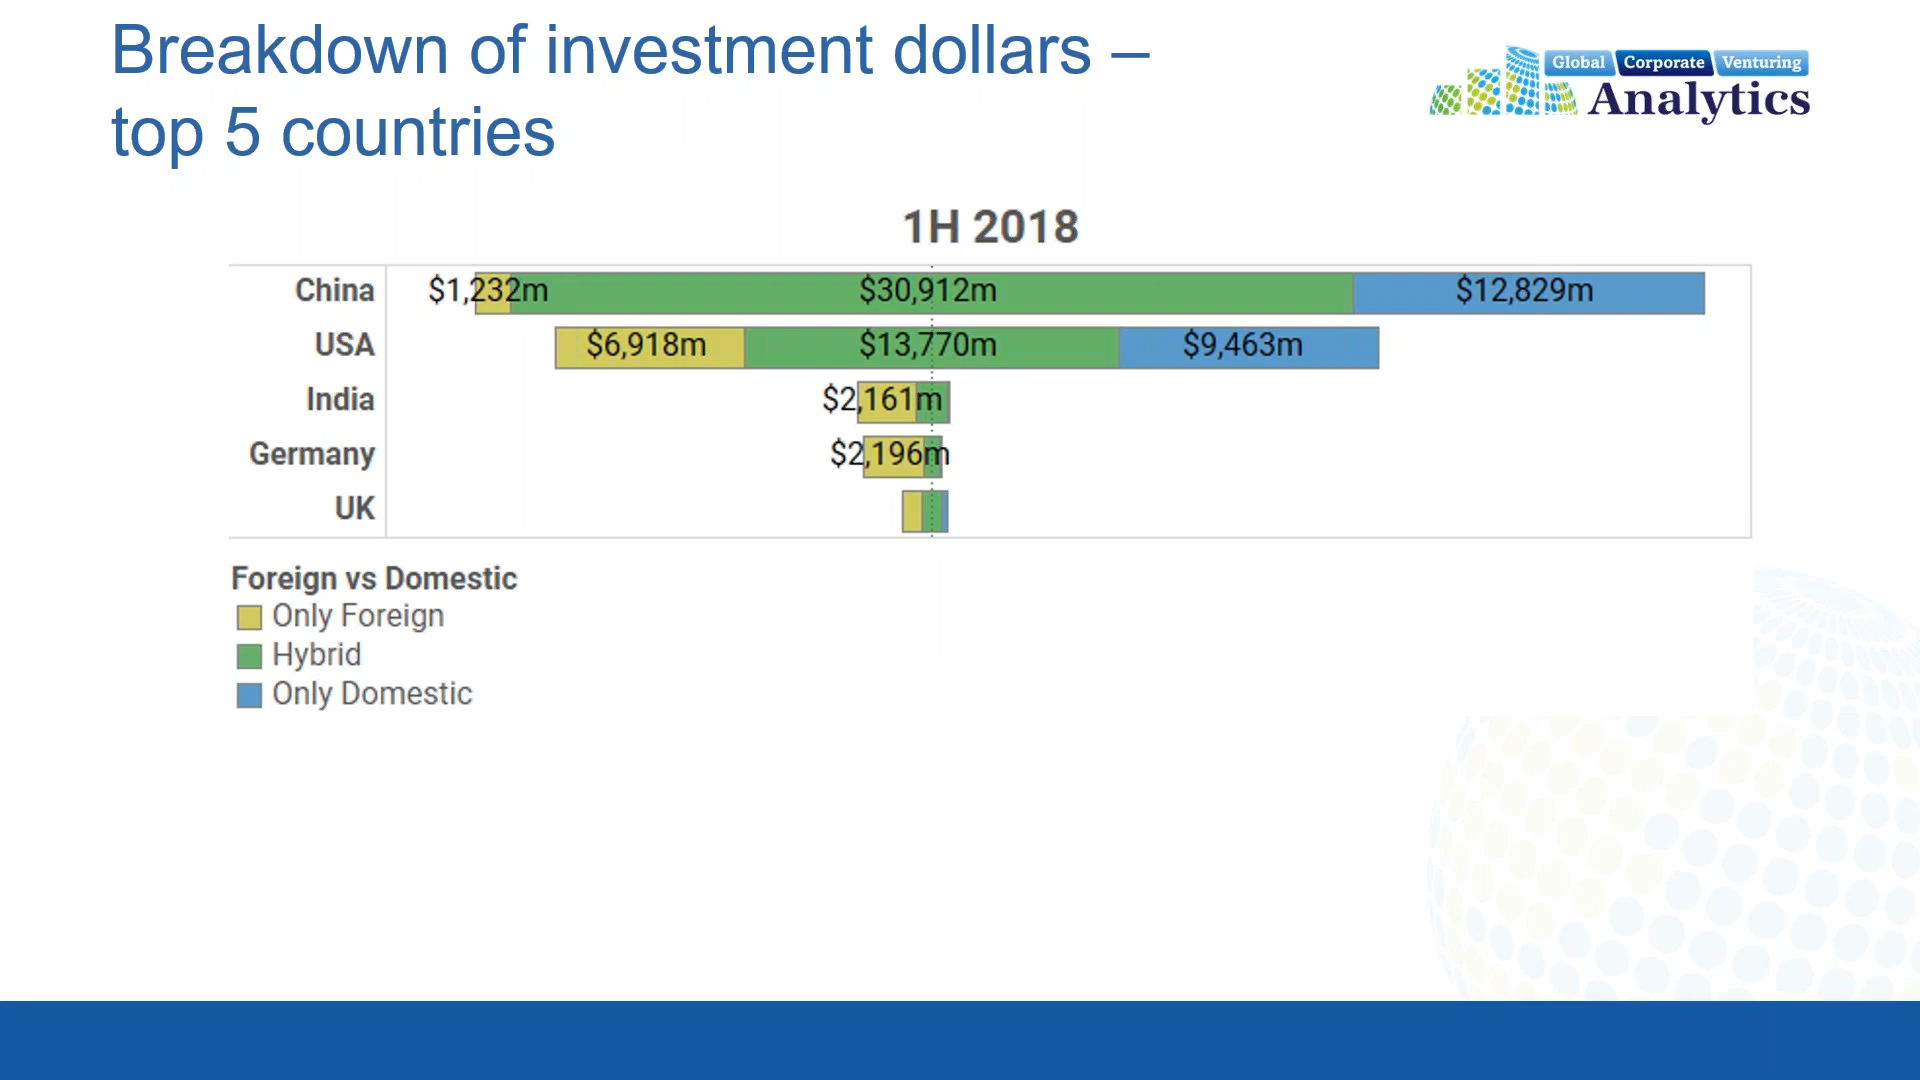 Breakdown of investment dollars –
top 5 countries
Global Corporate Venturing
Analytics
1H 2018
China $1,232m $30,912m $12,829m
USA $6,918m $13,770m $9,463m
India $2,161m
Germany $2,196m
UK
Foreign vs Domestic
Only Foreign
Hybrid
Only Domestic